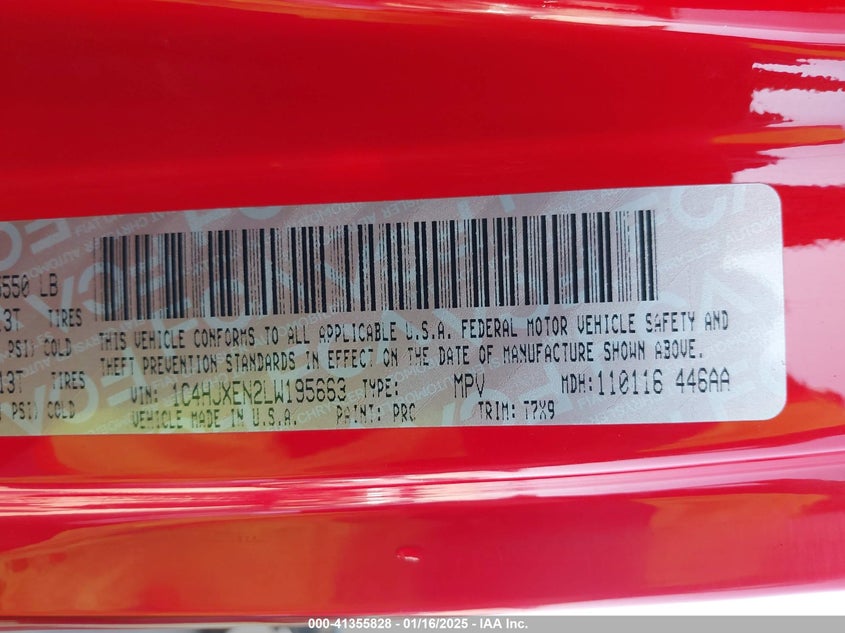 5550 LB
.3T TIRES
PSI) COLD
13T TIRES
PSI) COLD
THIS VEHICLE CONFORMS TO ALL APPLICABLE U.S.A. FEDERAL MOTOR VEHICLE SAFETY AND
THEFT PREVENTION STANDARDS IN EFFECT ON THE DATE OF MANUFACTURE SHOWN ABOVE.
VIN: 1C4HJXEN2LW195663 TYPE: MPV MDH: 110116 446AA
VEHICLE MADE IN U.S.A. PAINT: PRC TRIM: T7X9
000-41355828 - 01/16/2025 - IAA Inc.